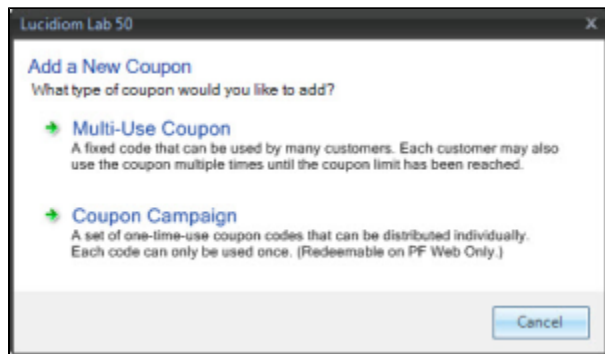 Lucidiom Lab 50
X
Add a New Coupon
What type of coupon would you like to add?
Multi-Use Coupon
A fixed code that can be used by many customers. Each customer may also
use the coupon multiple times until the coupon limit has been reached.
Coupon Campaign
A set of one-time-use coupon codes that can be distributed individually.
Each code can only be used once. (Redeemable on PF Web Only.)
Cancel